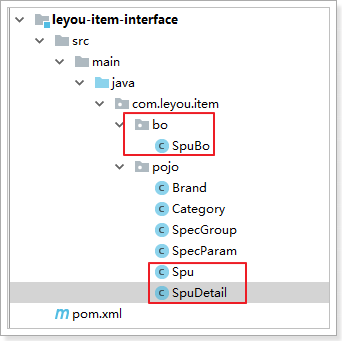 leyou-item-interface
src
main
java
com.leyou.item
bo
SpuBo
pojo
Brand
Category
SpecGroup
SpecParam
Spu
SpuDetail
pom.xml